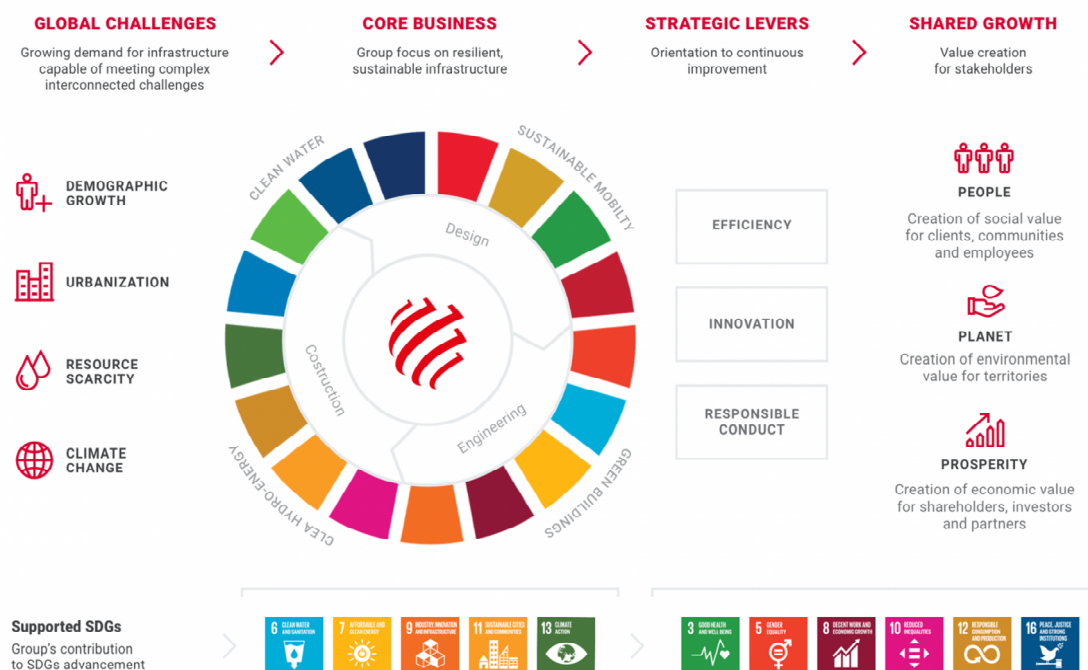 GLOBAL CHALLENGES
Growing demand for infrastructure
capable of meeting complex
interconnected challenges
CORE BUSINESS
Group focus on resilient,
sustainable infrastructure
STRATEGIC LEVERS
Orientation to continuous
improvement
SHARED GROWTH
Value creation
for stakeholders
DEMOGRAPHIC
GROWTH
URBANIZATION
RESOURCE
SCARCITY
CLIMATE
CHANGE
CLEAN WATER
SUSTAINABLE MOBILTY
GREEN BUILDINGS
CLEA HYDRO-ENERGY
Design
Engineering
Costruction
EFFICIENCY
INNOVATION
RESPONSIBLE
CONDUCT
PEOPLE
Creation of social value
for clients, communities
and employees
PLANET
Creation of environmental
value for territories
PROSPERITY
Creation of economic value
for shareholders, investors
and partners
Supported SDGs
Group's contribution
to SDGs advancement
6 CLEAN WATER
AND SANITATION
7 AFFORDABLE AND
CLEAN ENERGY
9 INDUSTRY, INNOVATION
AND INFRASTRUCTURE
11 SUSTAINABLE CITIES
AND COMMUNITIES
13 CLIMATE
ACTION
3 GOOD HEALTH
AND WELL-BEING
5 GENDER
EQUALITY
8 DECENT WORK AND
ECONOMIC GROWTH
10 REDUCED
INEQUALITIES
12 RESPONSIBLE
CONSUMPTION
AND PRODUCTION
16 PEACE, JUSTICE
AND STRONG
INSTITUTIONS